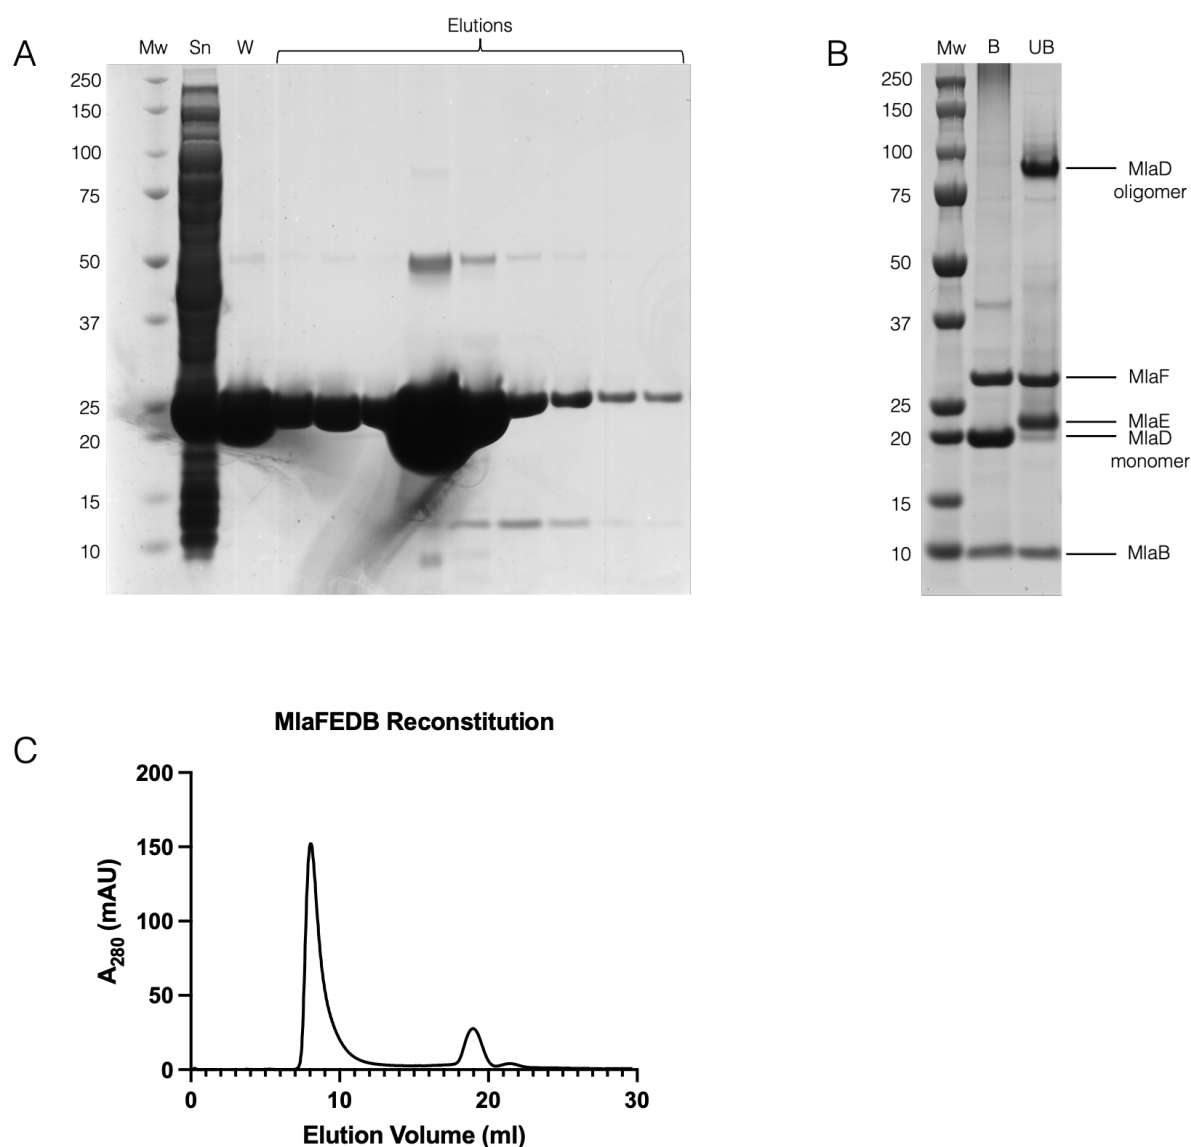 A
Mw Sn W
Elutions
250
150
100
75
50
37
25
20
15
10
B
Mw B UB
250
150
100
75
50
37
25
20
15
10
MlaD
oligomer
MlaF
MlaE
MlaD
monomer
MlaB
C
MlaFEDB Reconstitution
200
150
100
50
0
A280 (mAU)
0 10 20 30
Elution Volume (ml)